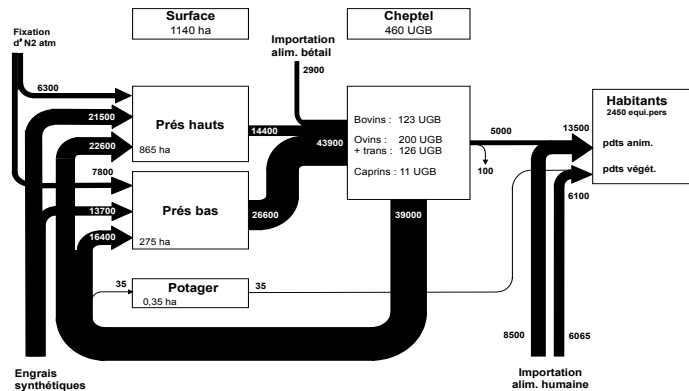 Surface
1140 ha
Cheptel
460 UGB
Fixation
d'N2 atm
Importation
alim. bétail
2900
6300
21500
22600
Prés hauts
865 ha
14400
43900
Bovins : 123 UGB
Ovins : 200 UGB
+ trans : 126 UGB
Caprins : 11 UGB
5000
100
13500
Habitants
2450 equi.pers
pdts anim.
pdts végét.
6100
7800
13700
16400
Prés bas
275 ha
26600
39000
35
Potager
0,35 ha
35
8500
6065
Engrais
synthétiques
Importation
alim. humaine